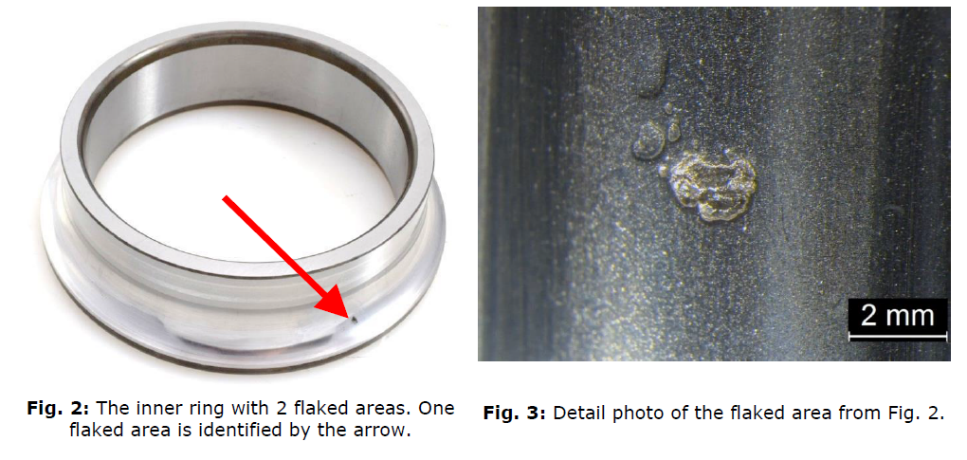 2 mm
Fig. 2: The inner ring with 2 flaked areas. One
flaked area is identified by the arrow.
Fig. 3: Detail photo of the flaked area from Fig. 2.